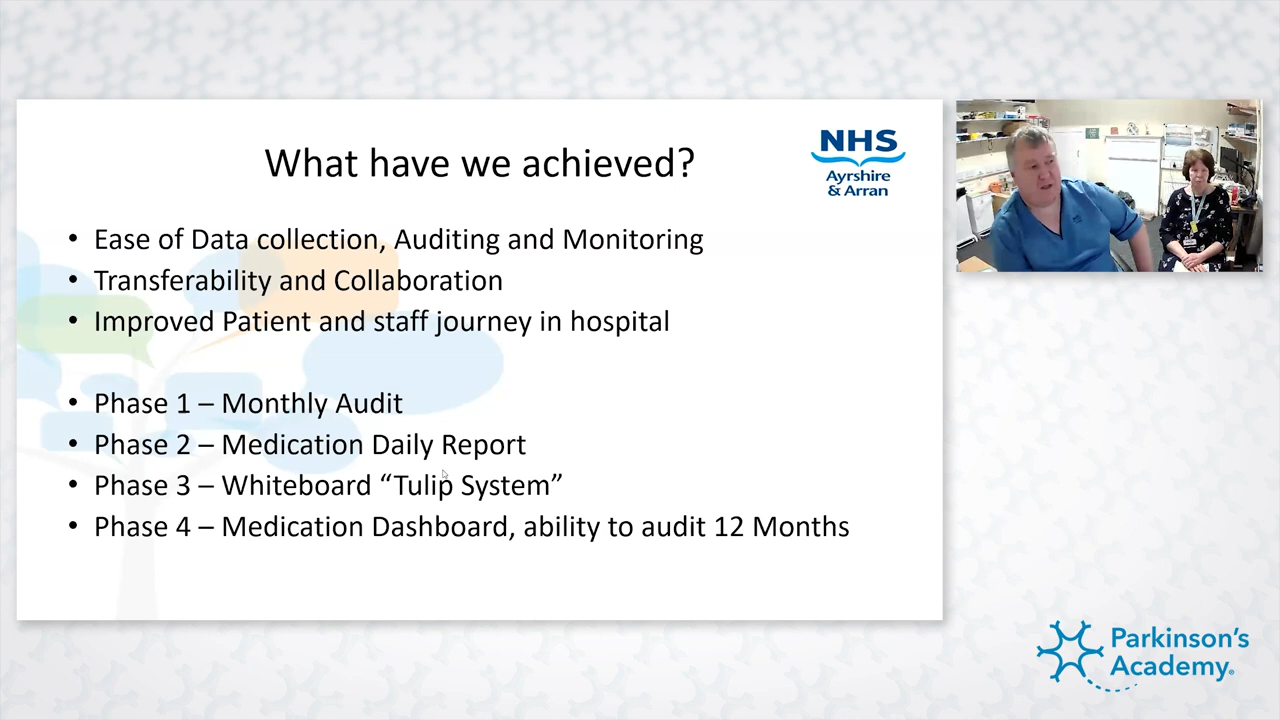 What have we achieved?
NHS
Ayrshire
& Arran
• Ease of Data collection, Auditing and Monitoring
• Transferability and Collaboration
• Improved Patient and staff journey in hospital
• Phase 1 – Monthly Audit
• Phase 2 – Medication Daily Report
• Phase 3 – Whiteboard “Tulip System”
• Phase 4 – Medication Dashboard, ability to audit 12 Months
Parkinson's
Academy®